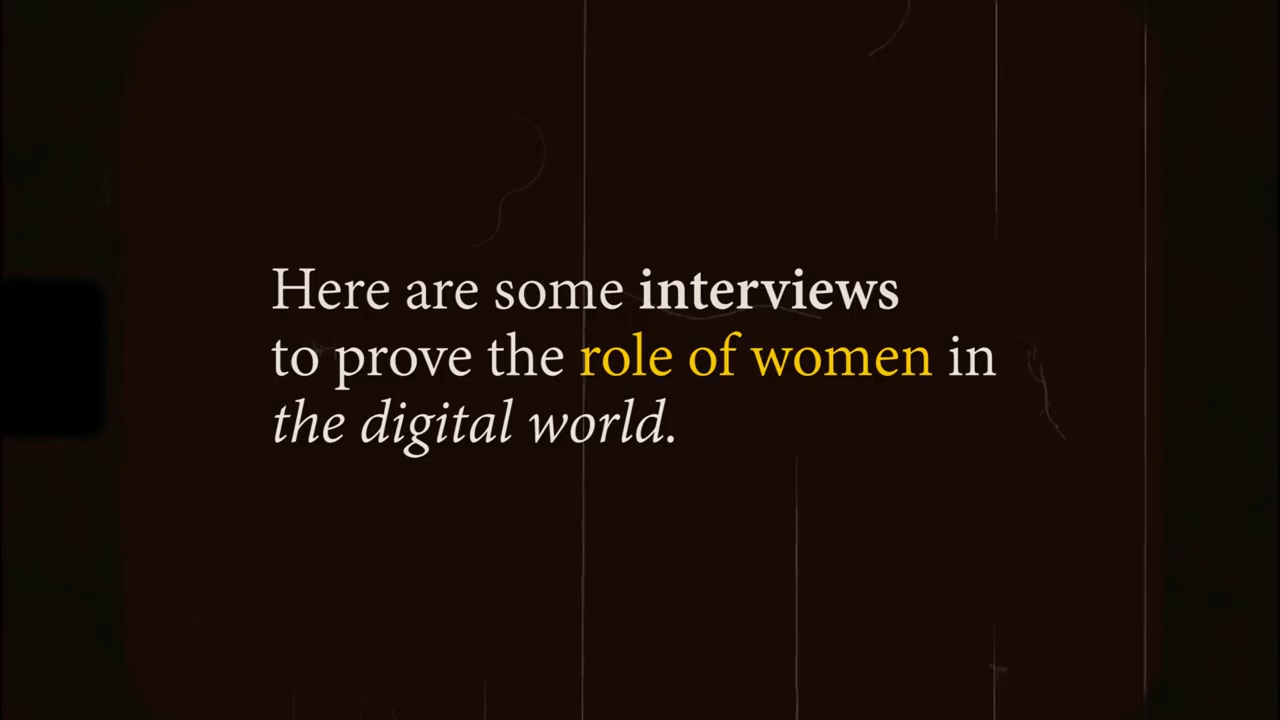 Here are some interviews
to prove the role of women in
the digital world.